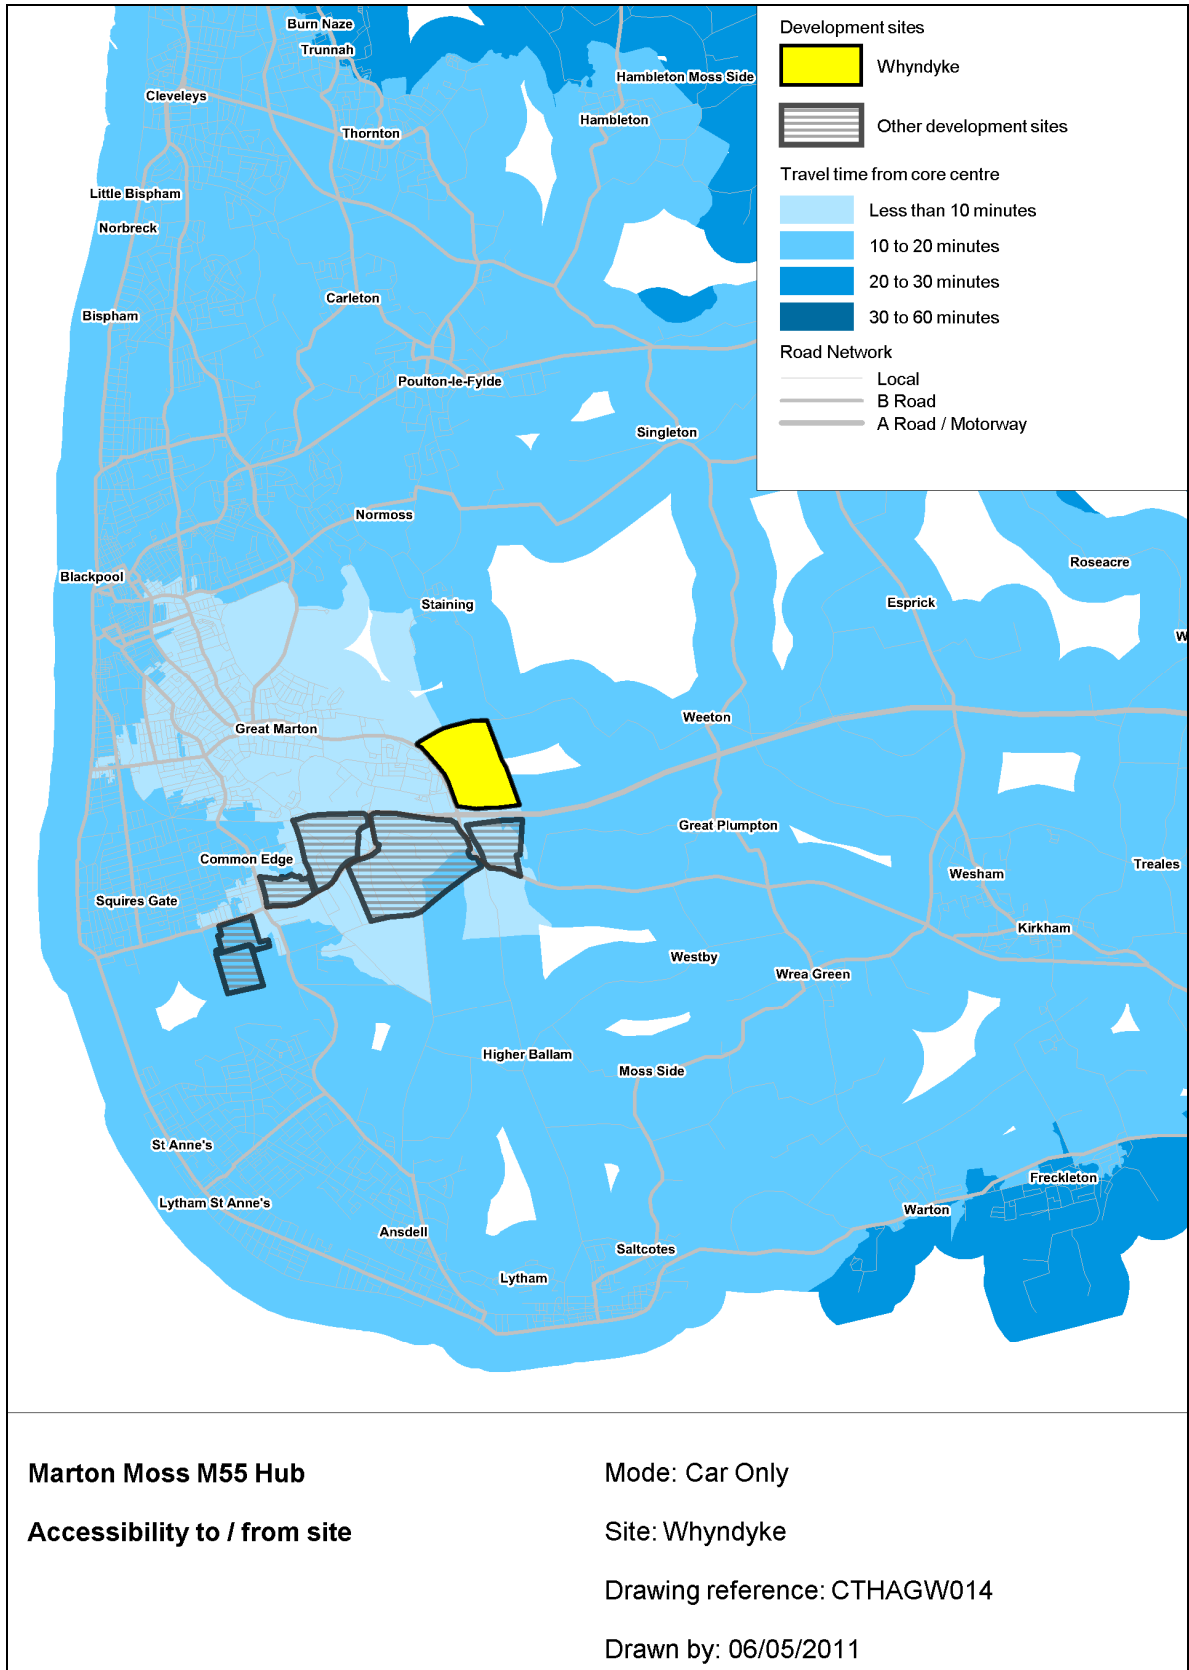 Burn Naze
Trunnah
Hambleton Moss Side
Cleveleys
Hambleton
Thornton
Little Bispham
Norbreck
Carleton
Bispham
Poulton-le-Fylde
Singleton
Normoss
Roseacre
Blackpool
Staining
Esprick
W
Weeton
Great Marton
Great Plumpton
Common Edge
Treales
Wesham
Squires Gate
Kirkham
Westby
Wrea Green
Higher Ballam
Moss Side
St Anne's
Freckleton
Lytham St Anne's
Warton
Ansdell
Saltcotes
Lytham
Development sites
Whyndyke
Other development sites
Travel time from core centre
Less than 10 minutes
10 to 20 minutes
20 to 30 minutes
30 to 60 minutes
Road Network
Local
B Road
A Road / Motorway
Marton Moss M55 Hub
Accessibility to / from site
Mode: Car Only
Site: Whyndyke
Drawing reference: CTHAGW014
Drawn by: 06/05/2011